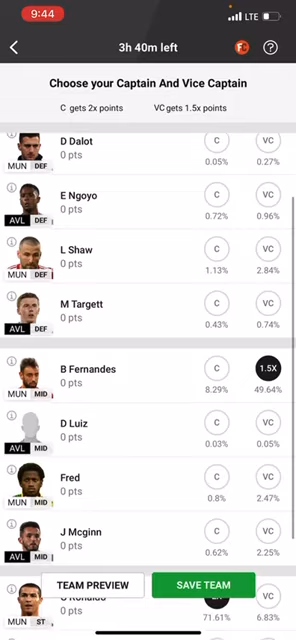 9:44
LTE
3h 40m left
F
?
Choose your Captain And Vice Captain
C gets 2x points VC gets 1.5x points
D Dalot
0 pts
MUN DEF
C
0.05%
VC
0.27%
E Ngoyo
0 pts
AVL DEF
C
0.72%
VC
0.96%
L Shaw
0 pts
MUN DEF
C
1.13%
VC
2.84%
M Targett
0 pts
AVL DEF
C
0.43%
VC
0.74%
B Fernandes
0 pts
MUN MID
C
8.29%
1.5X
49.64%
D Luiz
0 pts
AVL MID
C
0.03%
VC
0.05%
Fred
0 pts
MUN MID
C
0.8%
VC
2.47%
J Mcginn
0 pts
AVL MID
C
0.62%
VC
2.25%
Ronaldo
0 pts
MUN ST
71.61%
VC
6.83%
TEAM PREVIEW
SAVE TEAM